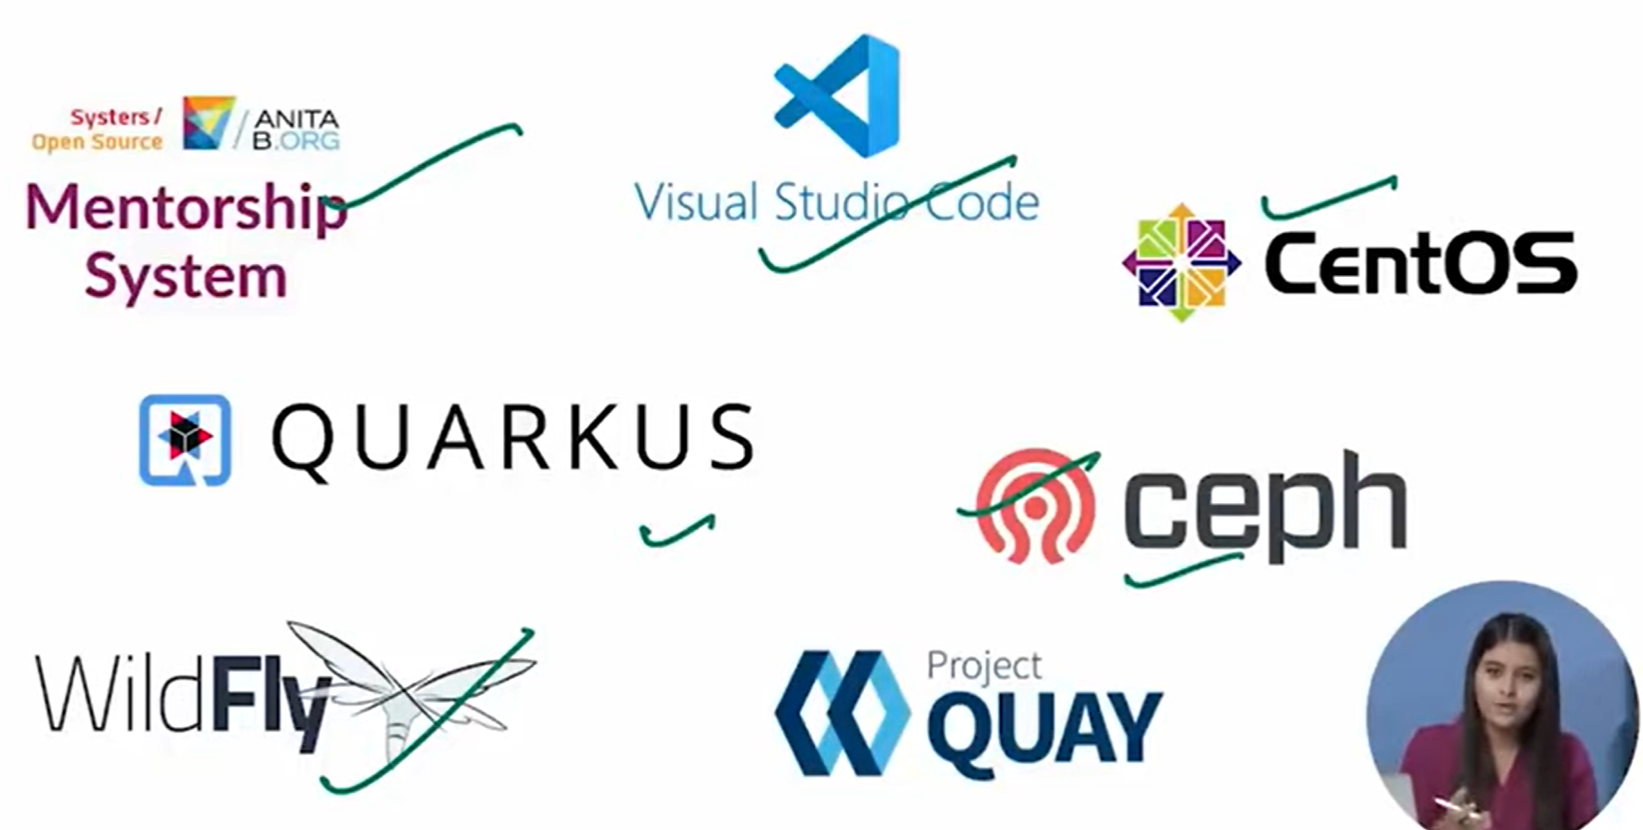 Systers /
Open Source
ANITA
B.ORG
Mentorship
System
Visual Studio Code
CentOS
QUARKUS
ceph
WildFly
Project
QUAY